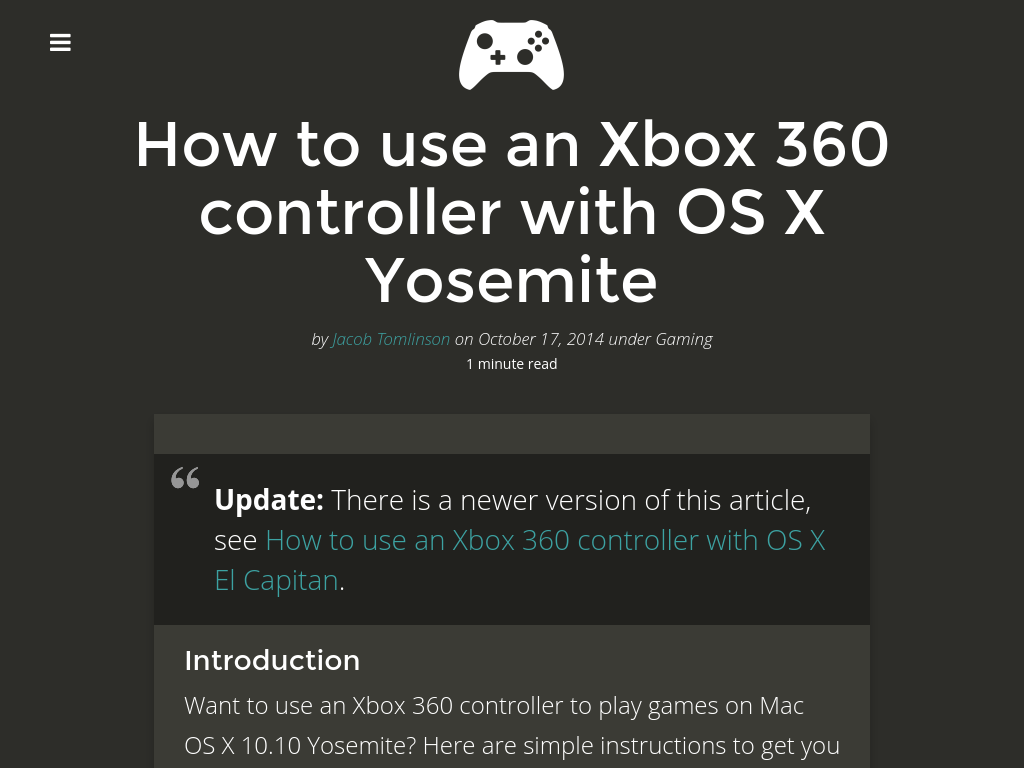 How to use an Xbox 360
controller with OS X
Yosemite
by Jacob Tomlinson on October 17, 2014 under Gaming
1 minute read
Update: There is a newer version of this article,
see How to use an Xbox 360 controller with OS X
El Capitan.
Introduction
Want to use an Xbox 360 controller to play games on Mac
OS X 10.10 Yosemite? Here are simple instructions to get you